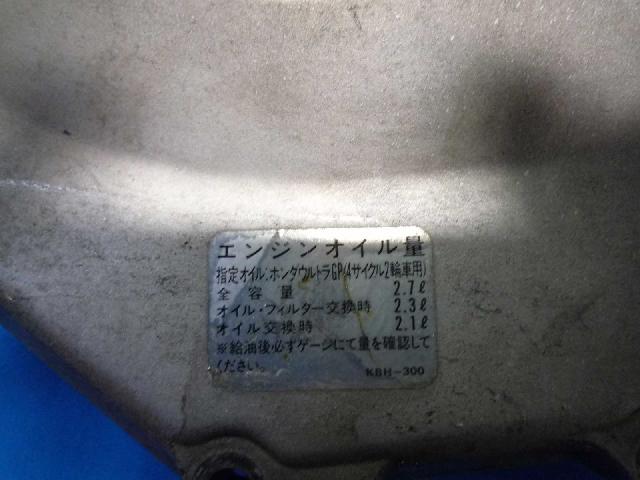 エンジンオイル量
指定オイル:ホンダウルトラGP(4サイクル2輪車用)
全容量 2.7ℓ
オイル・フィルター交換時 2.3ℓ
オイル交換時 2.1ℓ
※給油後必ずゲージにて量を確認して
ください。 KBH-300